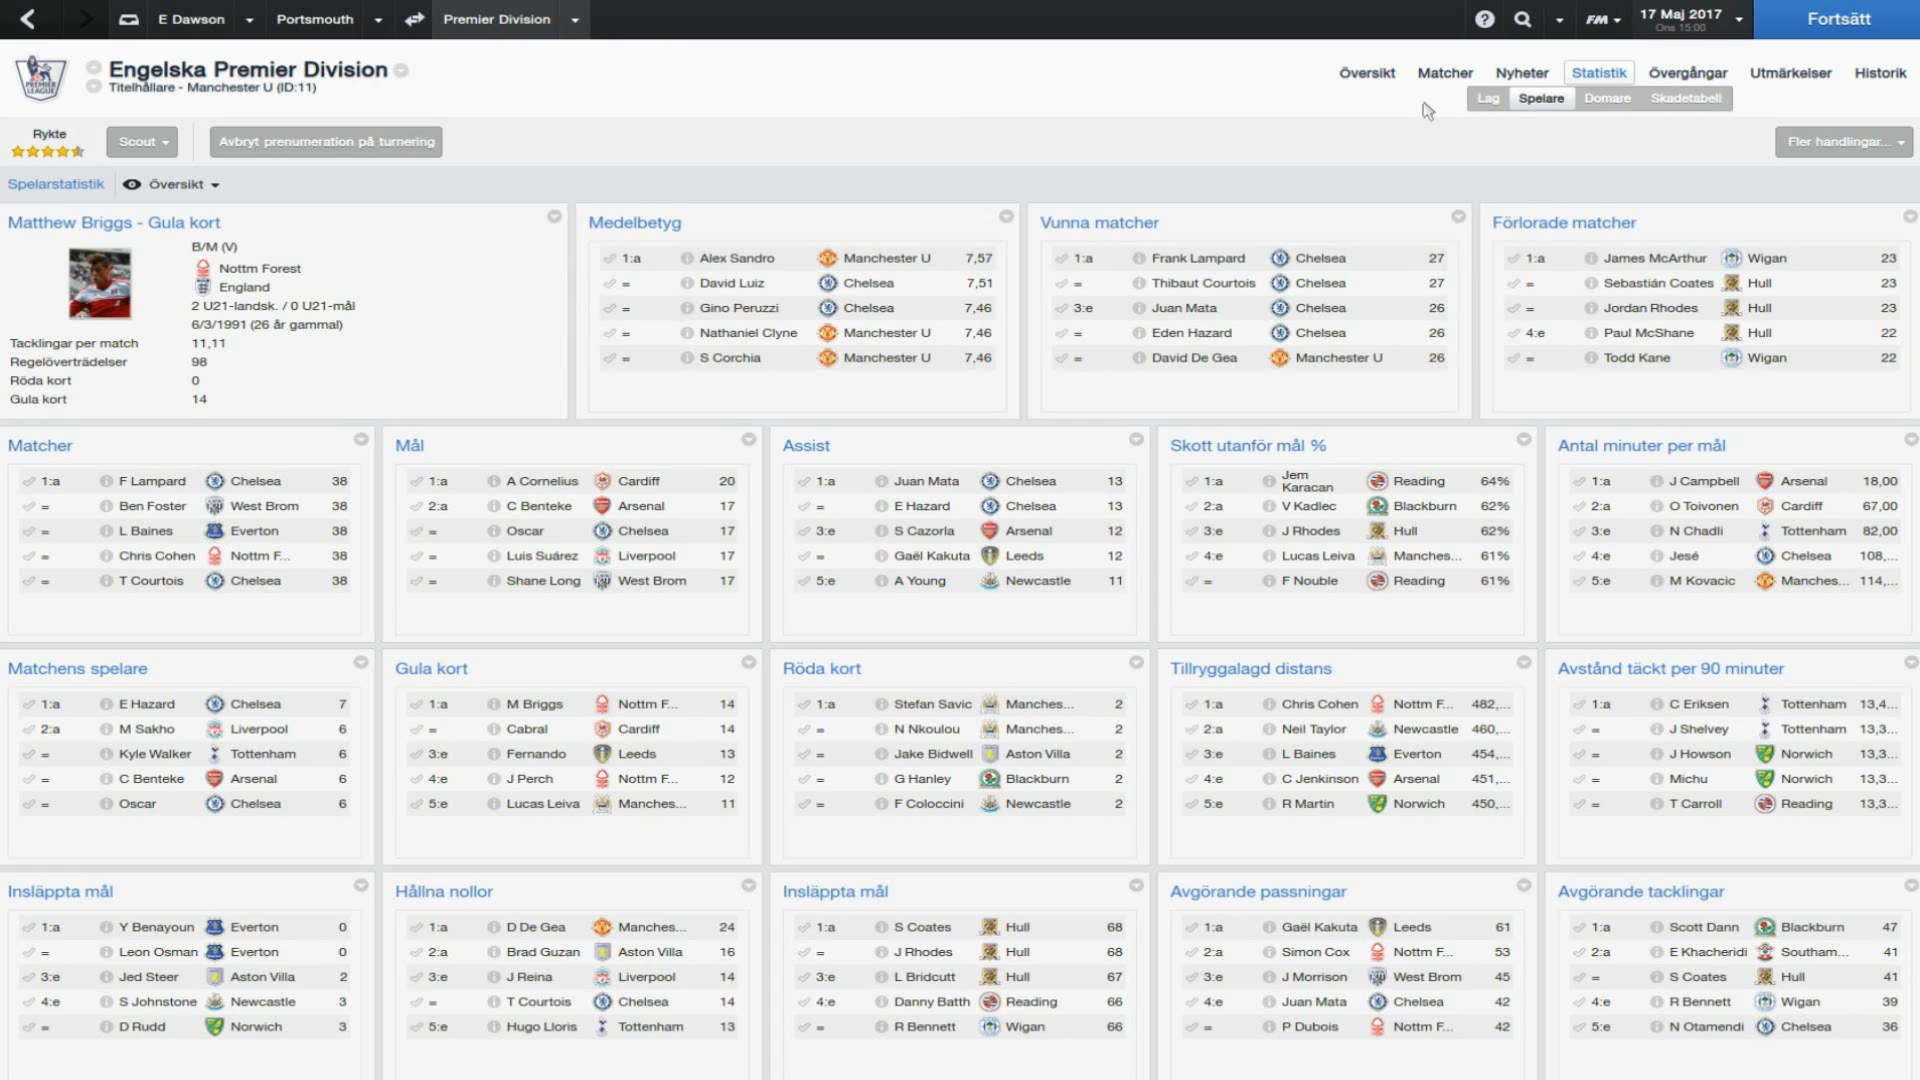 E Dawson Portsmouth Premier Division FM 17 Maj 2017 Ons 15:00 Fortsätt
Engelska Premier Division
Titelhållare - Manchester U (ID:11)
Översikt Matcher Nyheter Statistik Övergångar Utmärkelser Historik
Lag Spelare Domare Skadetabell
Rykte Scout Avbryt prenumeration på turnering Fler handlingar...
Spelarstatistik Översikt
Matthew Briggs - Gula kort
B/M (V)
Nottm Forest
England
2 U21-landsk. / 0 U21-mål
6/3/1991 (26 år gammal)
Tacklingar per match 11,11
Regelöverträdelser 98
Röda kort 0
Gula kort 14
Medelbetyg
1:a Alex Sandro Manchester U 7,57
= David Luiz Chelsea 7,51
= Gino Peruzzi Chelsea 7,46
= Nathaniel Clyne Manchester U 7,46
= S Corchia Manchester U 7,46
Vunna matcher
1:a Frank Lampard Chelsea 27
= Thibaut Courtois Chelsea 27
3:e Juan Mata Chelsea 26
= Eden Hazard Chelsea 26
= David De Gea Manchester U 26
Förlorade matcher
1:a James McArthur Wigan 23
= Sebastián Coates Hull 23
= Jordan Rhodes Hull 23
4:e Paul McShane Hull 22
= Todd Kane Wigan 22
Matcher
1:a F Lampard Chelsea 38
= Ben Foster West Brom 38
= L Baines Everton 38
= Chris Cohen Nottm F... 38
= T Courtois Chelsea 38
Mål
1:a A Cornelius Cardiff 20
2:a C Benteke Arsenal 17
= Oscar Chelsea 17
= Luis Suárez Liverpool 17
= Shane Long West Brom 17
Assist
1:a Juan Mata Chelsea 13
= E Hazard Chelsea 13
3:e S Cazorla Arsenal 12
= Gaël Kakuta Leeds 12
5:e A Young Newcastle 11
Skott utanför mål %
1:a Jem Karacan Reading 64%
2:a V Kadlec Blackburn 62%
3:e J Rhodes Hull 62%
4:e Lucas Leiva Manches... 61%
= F Nouble Reading 61%
Antal minuter per mål
1:a J Campbell Arsenal 18,00
2:a O Toivonen Cardiff 67,00
3:e N Chadli Tottenham 82,00
4:e Jesé Chelsea 108,...
5:e M Kovacic Manches... 114,...
Matchens spelare
1:a E Hazard Chelsea 7
2:a M Sakho Liverpool 6
= Kyle Walker Tottenham 6
= C Benteke Arsenal 6
= Oscar Chelsea 6
Gula kort
1:a M Briggs Nottm F... 14
= Cabral Cardiff 14
3:e Fernando Leeds 13
4:e J Perch Nottm F... 12
5:e Lucas Leiva Manches... 11
Röda kort
1:a Stefan Savic Manches... 2
= N Nkoulou Manches... 2
= Jake Bidwell Aston Villa 2
= G Hanley Blackburn 2
= F Coloccini Newcastle 2
Tillryggalagd distans
1:a Chris Cohen Nottm F... 482,...
2:a Neil Taylor Newcastle 460,...
3:e L Baines Everton 454,...
4:e C Jenkinson Arsenal 451,...
5:e R Martin Norwich 450,...
Avstånd täckt per 90 minuter
1:a C Eriksen Tottenham 13,4...
= J Shelvey Tottenham 13,3...
= J Howson Norwich 13,3...
= Michu Norwich 13,3...
= T Carroll Reading 13,3...
Insläppta mål
1:a Y Benayoun Everton 0
= Leon Osman Everton 0
3:e Jed Steer Aston Villa 2
4:e S Johnstone Newcastle 3
= D Rudd Norwich 3
Hållna nollor
1:a D De Gea Manches... 24
2:a Brad Guzan Aston Villa 16
3:e J Reina Liverpool 14
= T Courtois Chelsea 14
5:e Hugo Lloris Tottenham 13
Insläppta mål
1:a S Coates Hull 68
= J Rhodes Hull 68
3:e L Bridcutt Hull 67
4:e Danny Batth Reading 66
= R Bennett Wigan 66
Avgörande passningar
1:a Gaël Kakuta Leeds 61
2:a Simon Cox Nottm F... 53
3:e J Morrison West Brom 45
4:e Juan Mata Chelsea 42
= P Dubois Nottm F... 42
Avgörande tacklingar
1:a Scott Dann Blackburn 47
2:a E Khacheridi Southam... 41
= S Coates Hull 41
4:e R Bennett Wigan 39
5:e N Otamendi Chelsea 36